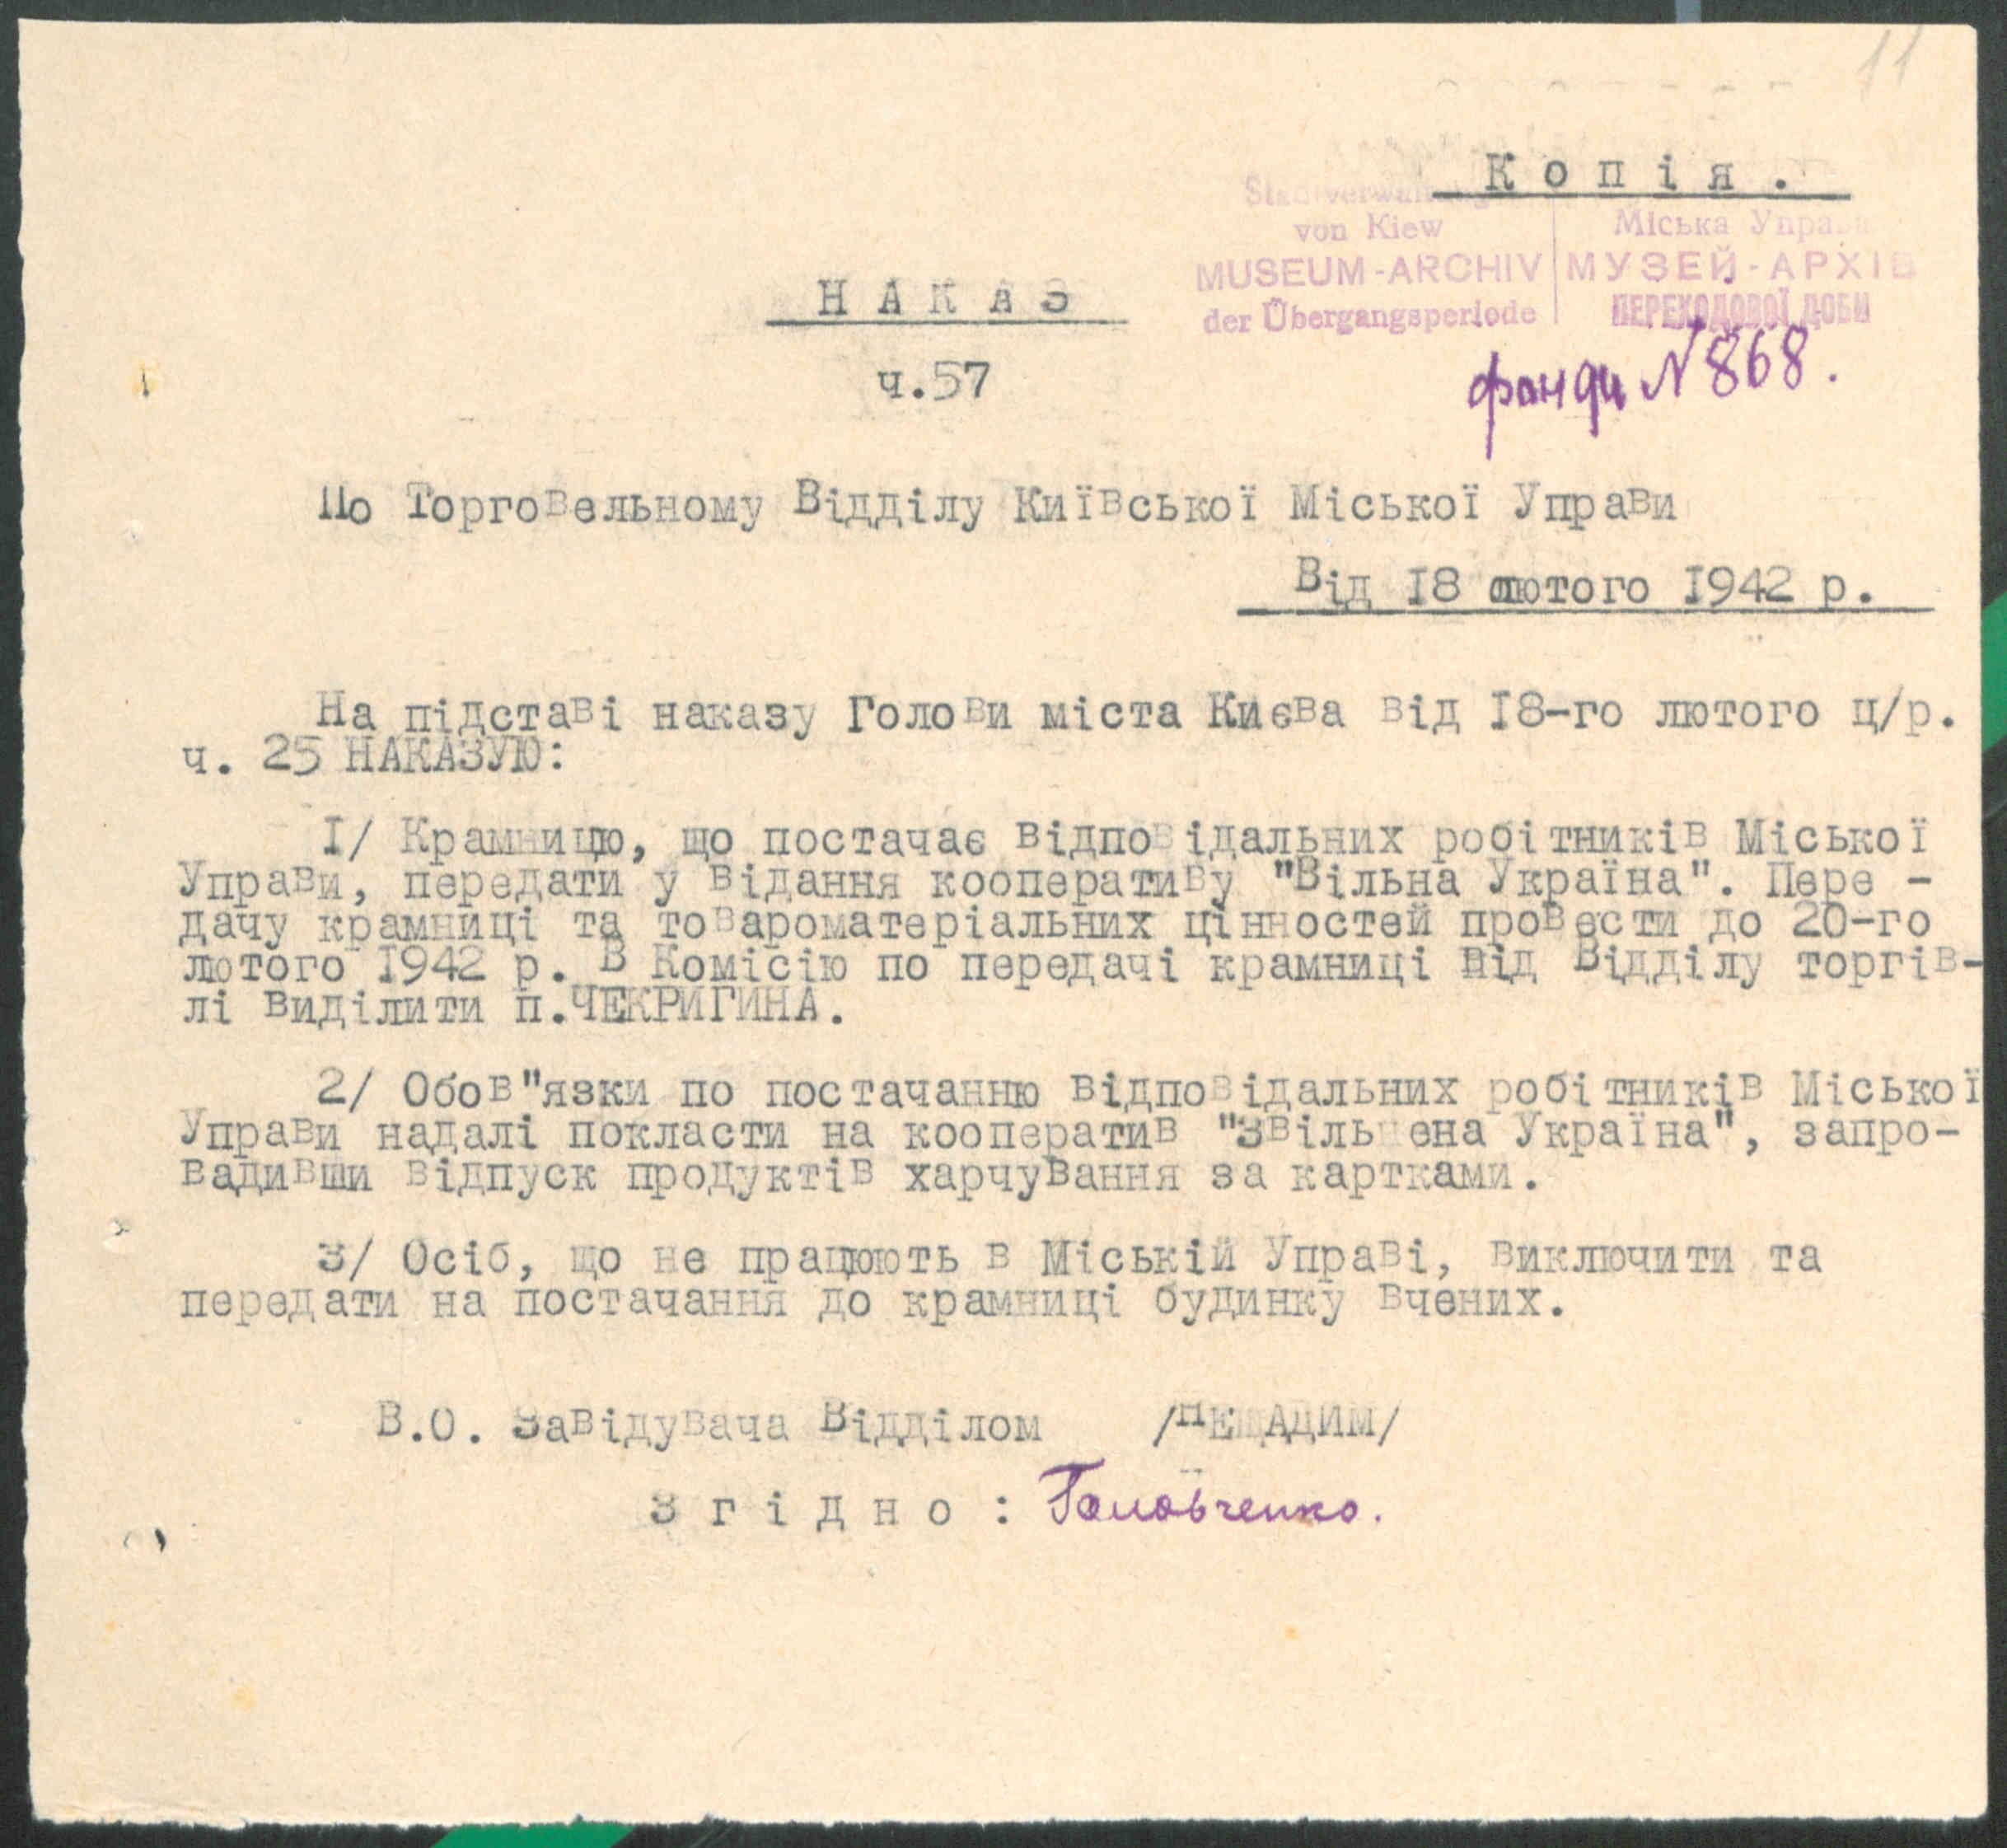 11
Копія.
Stadtverwaltung
von Kiew
MUSEUM-ARCHIV
der Übergangsperiode
Міська Управа
МУЗЕЙ-АРХІВ
ПЕРЕХОДОВОЇ ДОБИ
фонди N 868.
НАКАЗ
ч.57
По Торговельному Відділу Київської Міської Управи
Від 18 лютого 1942 р.
На підставі наказу Голови міста Києва від 18-го лютого ц/р.
ч. 25 НАКАЗУЮ:
1/ Крамницю, що постачає відповідальних робітників Міської
Управи, передати у відання кооперативу "Вільна Україна". Пере -
дачу крамниці та товароматеріальних цінностей провести до 20-го
лютого 1942 р. В Комісію по передачі крамниці від Відділу торгів-
лі виділити п.ЧЕКРИГИНА.
2/ Обов"язки по постачанню відповідальних робітників Міської
Управи надалі покласти на кооператив "Звільнена Україна", запро-
вадивши відпуск продуктів харчування за картками.
3/ Осіб, що не працюють в Міській Управі, виключити та
передати на постачання до крамниці будинку вчених.
В.О. Завідувача Відділом /НЕЩАДИМ/
Згідно: Головченко.